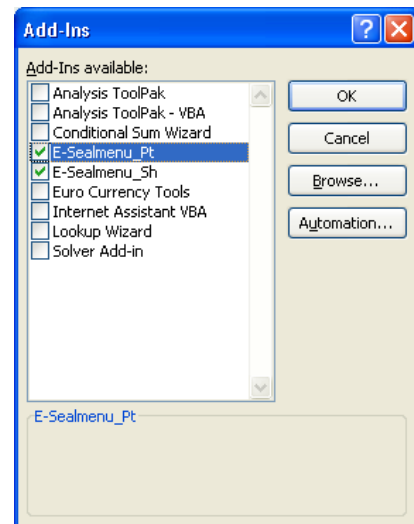 Add-Ins
Add-Ins available:
Analysis ToolPak
Analysis ToolPak - VBA
Conditional Sum Wizard
E-Sealmenu_Pt
E-Sealmenu_Sh
Euro Currency Tools
Internet Assistant VBA
Lookup Wizard
Solver Add-in
OK
Cancel
Browse...
Automation...
E-Sealmenu_Pt